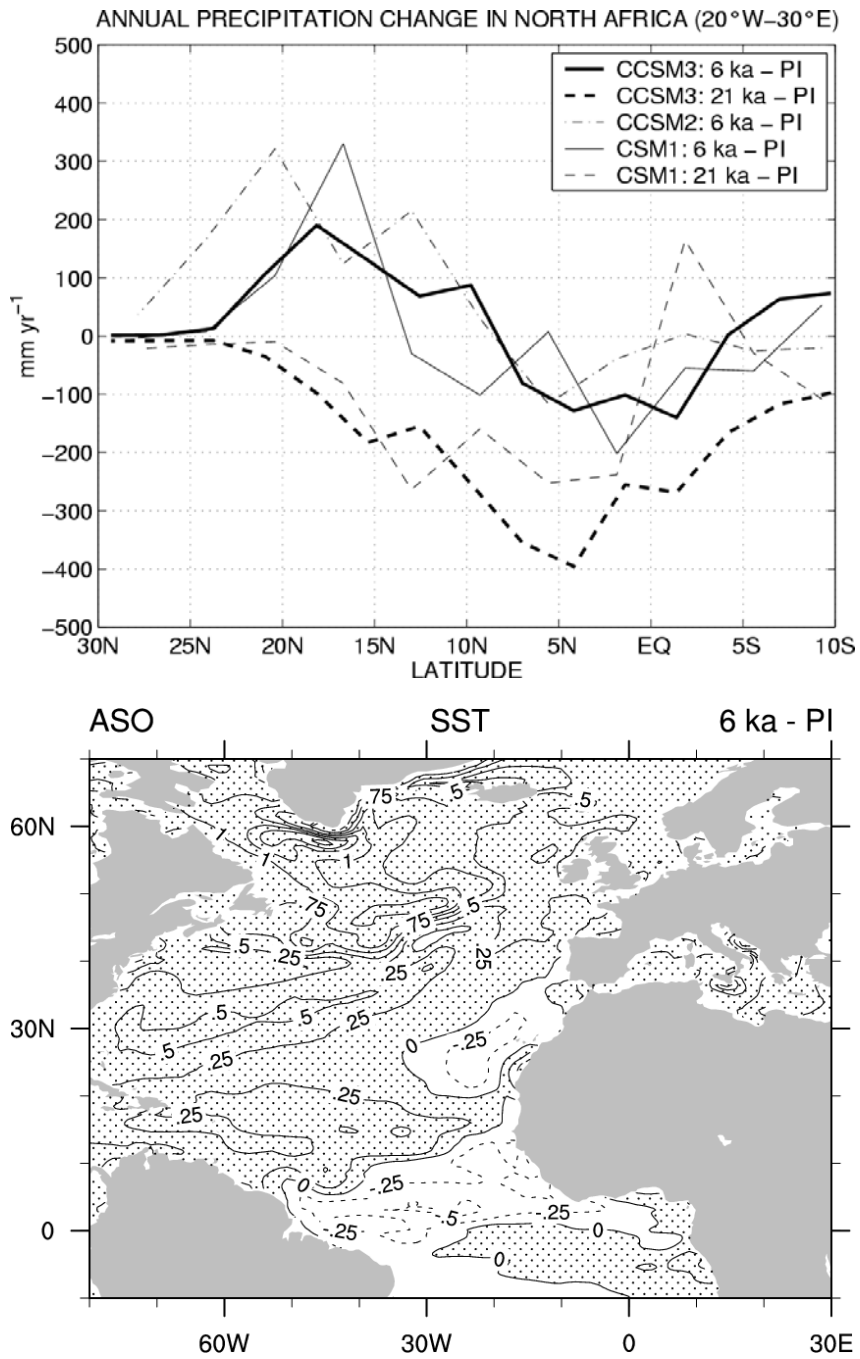 ANNUAL PRECIPITATION CHANGE IN NORTH AFRICA (20°W–30°E)
500
400
300
200
100
0
−100
−200
−300
−400
−500
mm yr⁻¹
CCSM3: 6 ka – PI
CCSM3: 21 ka – PI
CCSM2: 6 ka – PI
CSM1: 6 ka – PI
CSM1: 21 ka – PI
30N 25N 20N 15N 10N 5N EQ 5S 10S
LATITUDE
ASO SST 6 ka - PI
60N
30N
0
.75 .5 .5
1
1 1
.75 .75 .5
.5 .25 .25 .25
.5 .5 .25 0 .25
.5 .25
.25
.25
0 .25
.25 .5 .25 0
0
60W 30W 0 30E